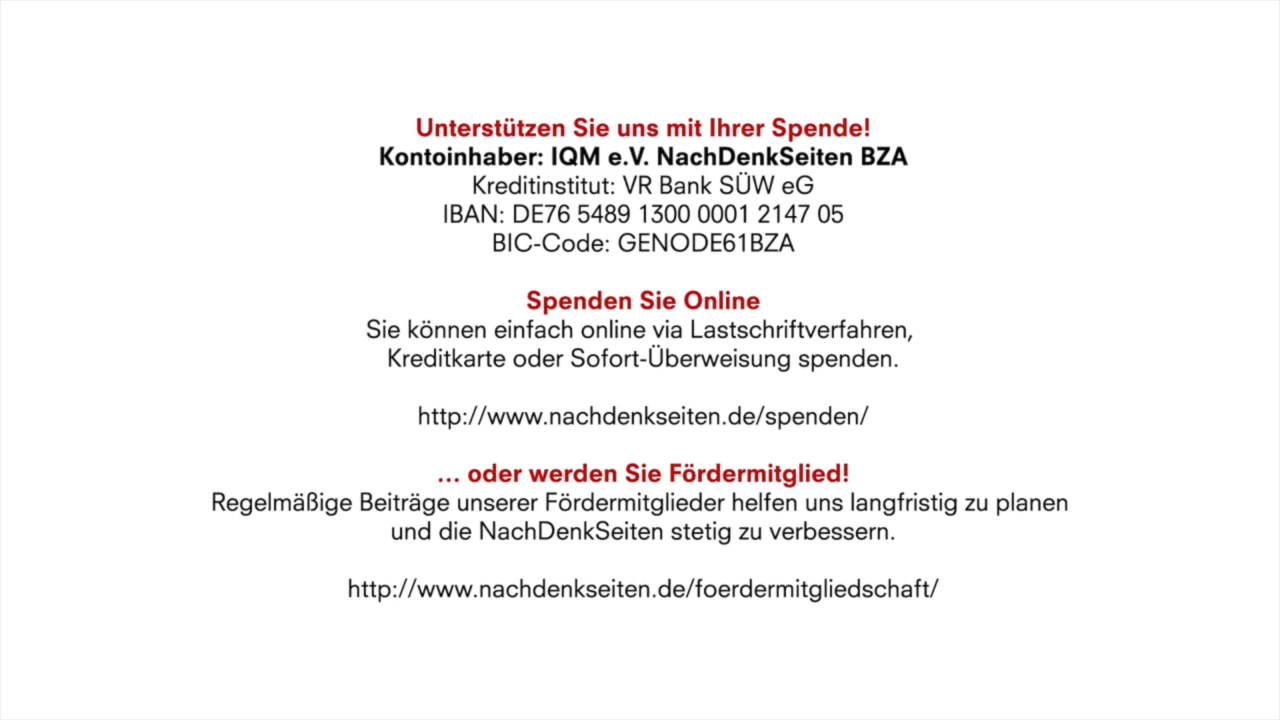 Unterstützen Sie uns mit Ihrer Spende!
Kontoinhaber: IQM e.V. NachDenkSeiten BZA
Kreditinstitut: VR Bank SÜW eG
IBAN: DE76 5489 1300 0001 2147 05
BIC-Code: GENODE61BZA
Spenden Sie Online
Sie können einfach online via Lastschriftverfahren,
Kreditkarte oder Sofort-Überweisung spenden.
http://www.nachdenkseiten.de/spenden/
... oder werden Sie Fördermitglied!
Regelmäßige Beiträge unserer Fördermitglieder helfen uns langfristig zu planen
und die NachDenkSeiten stetig zu verbessern.
http://www.nachdenkseiten.de/foerdermitgliedschaft/